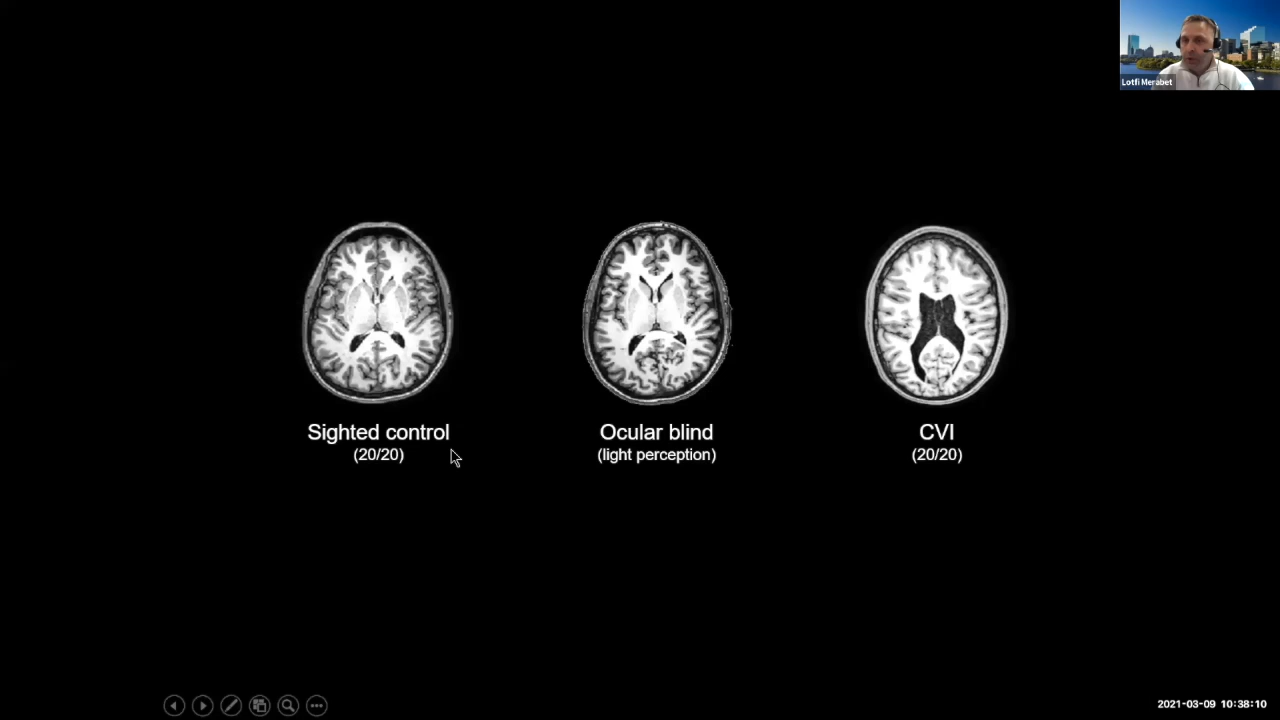 Lotfi Merabet
Sighted control
(20/20)
Ocular blind
(light perception)
CVI
(20/20)
2021-03-09 10:38:10